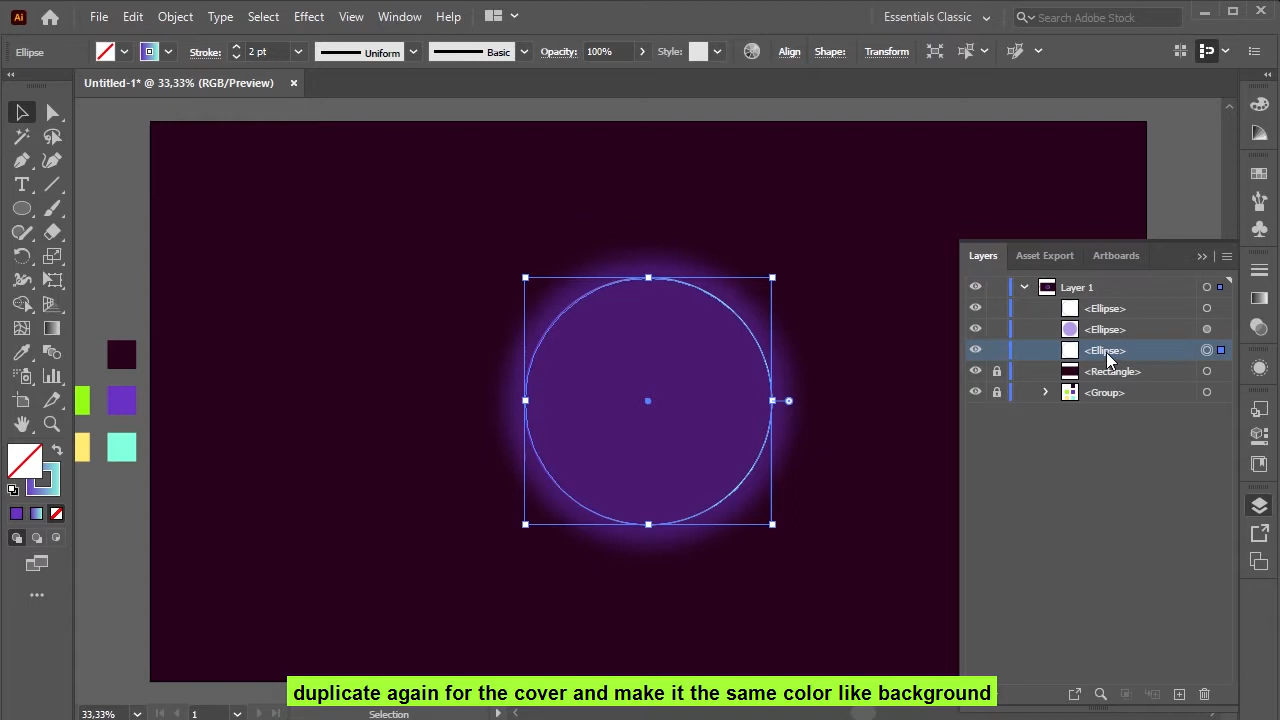 Ai File Edit Object Type Select Effect View Window Help Essentials Classic Search Adobe Stock
Ellipse Stroke: 2 pt Uniform Basic Opacity: 100% Style: Align Shape: Transform
Untitled-1* @ 33,33% (RGB/Preview) ×
Layers Asset Export Artboards
Layer 1
<Ellipse>
<Ellipse>
<Ellipse>
<Rectangle>
<Group>
duplicate again for the cover and make it the same color like background
33,33% 1 Selection